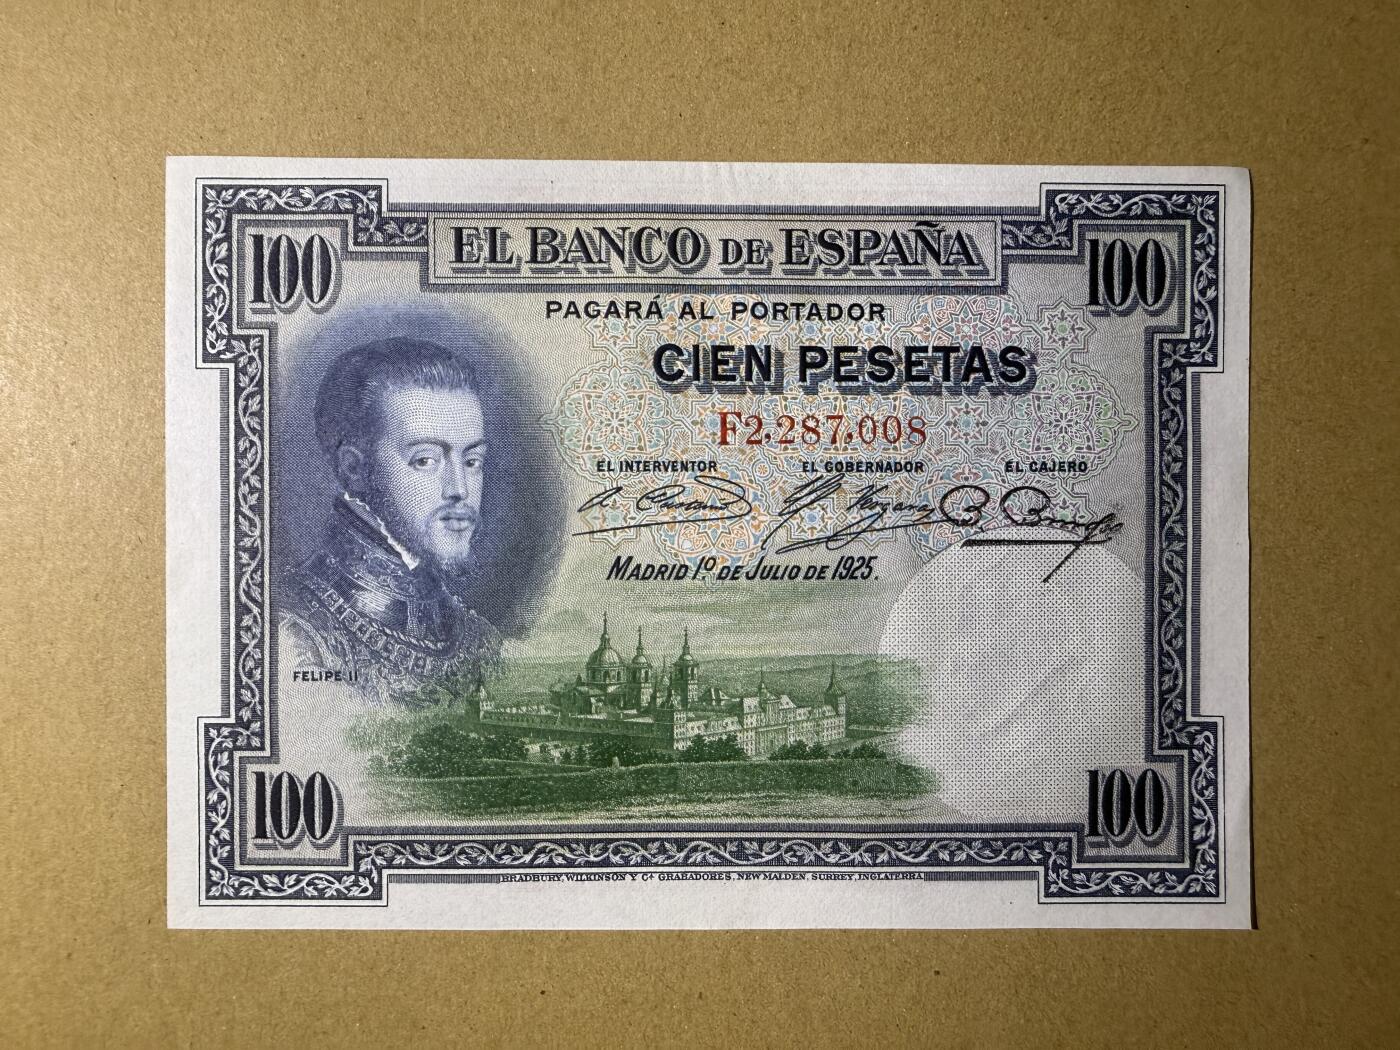 EL BANCO DE ESPAÑA
100 100
PAGARÁ AL PORTADOR
CIEN PESETAS
F2,287,008
EL INTERVENTOR EL GOBERNADOR EL CAJERO
MADRID 1º DE JULIO DE 1925.
FELIPE II
100 100
BRADBURY, WILKINSON Y Cª GRABADORES, NEW MALDEN, SURREY, INGLATERRA